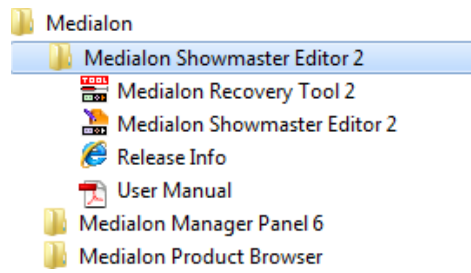 Medialon
Medialon Showmaster Editor 2
TOOL
Medialon Recovery Tool 2
Medialon Showmaster Editor 2
Release Info
User Manual
Medialon Manager Panel 6
Medialon Product Browser